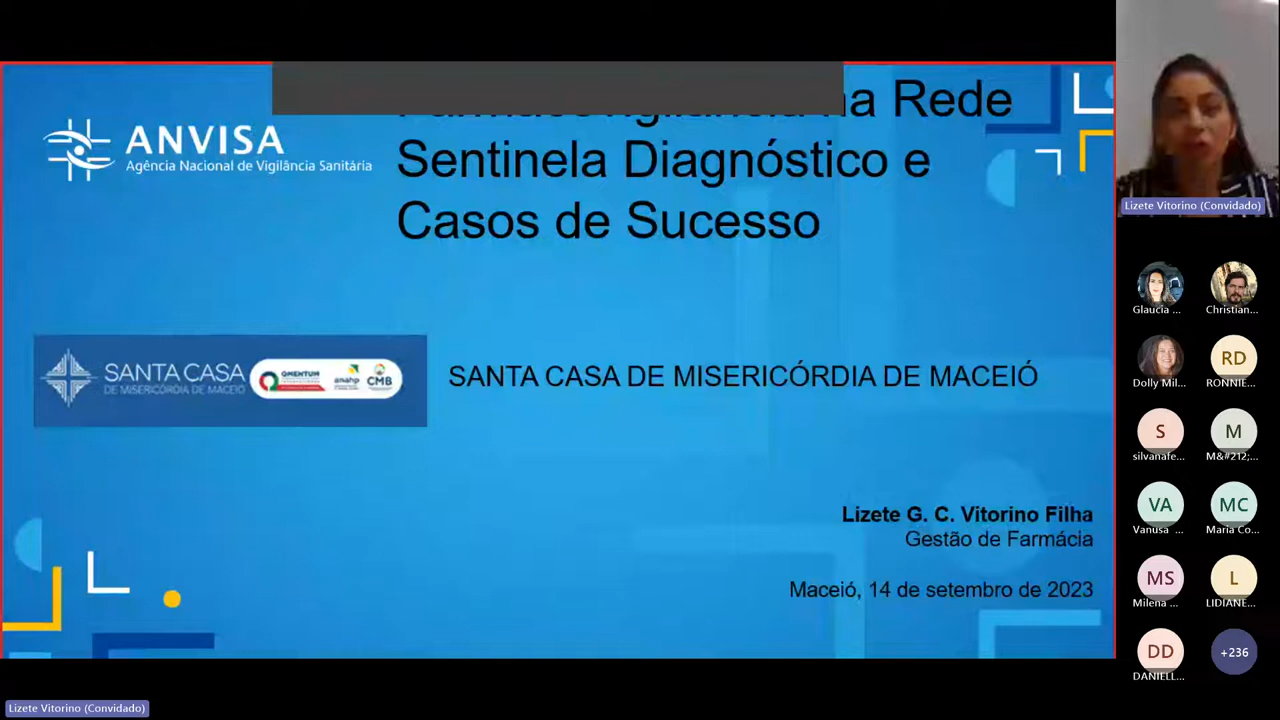 na Rede
Sentinela Diagnóstico e
Casos de Sucesso
ANVISA
Agência Nacional de Vigilância Sanitária
SANTA CASA
DE MISERICÓRDIA DE MACEIÓ
QMENTUM
anahp
CMB
SANTA CASA DE MISERICÓRDIA DE MACEIÓ
Lizete G. C. Vitorino Filha
Gestão de Farmácia
Maceió, 14 de setembro de 2023
Lizete Vitorino (Convidado)
Glaucia ...
Christian...
Dolly Mil...
RD
RONNIE...
S
silvanafe...
M
M&#212;...
VA
Vanusa ...
MC
Maria Co...
MS
Milena ...
L
LIDIANE...
DD
DANIELL...
+236
Lizete Vitorino (Convidado)